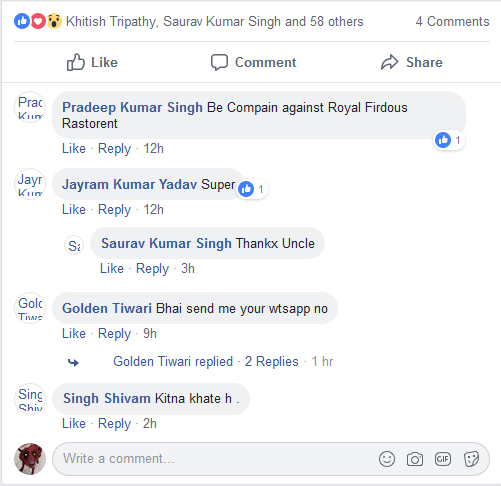 Khitish Tripathy, Saurav Kumar Singh and 58 others 4 Comments
Like Comment Share
Prad
Kum
Pradeep Kumar Singh Be Compain against Royal Firdous
Rastorent
1
Like · Reply · 12h
Jayr
Kum
Jayram Kumar Yadav Super
1
Like · Reply · 12h
Sa
Saurav Kumar Singh Thankx Uncle
Like · Reply · 3h
Gold
Tiwa
Golden Tiwari Bhai send me your wtsapp no
Like · Reply · 9h
Golden Tiwari replied · 2 Replies · 1 hr
Sing
Shiv
Singh Shivam Kitna khate h .
Like · Reply · 2h
Write a comment...
GIF